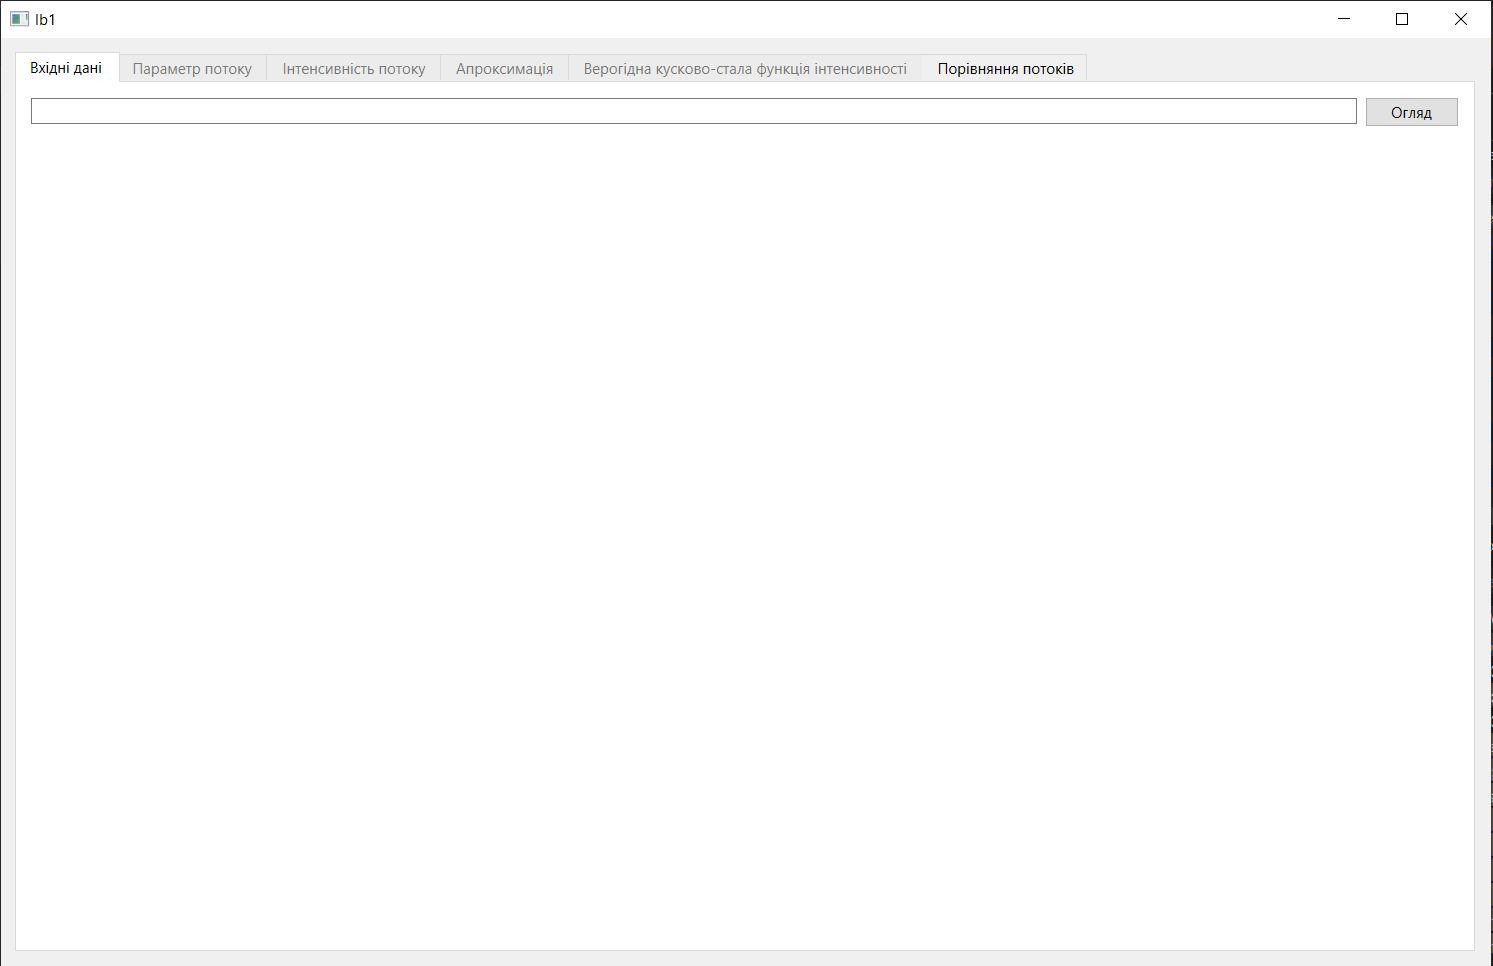 lb1
Вхідні дані Параметр потоку Інтенсивність потоку Апроксимація Верогідна кусково-стала функція інтенсивності Порівняння потоків
Огляд